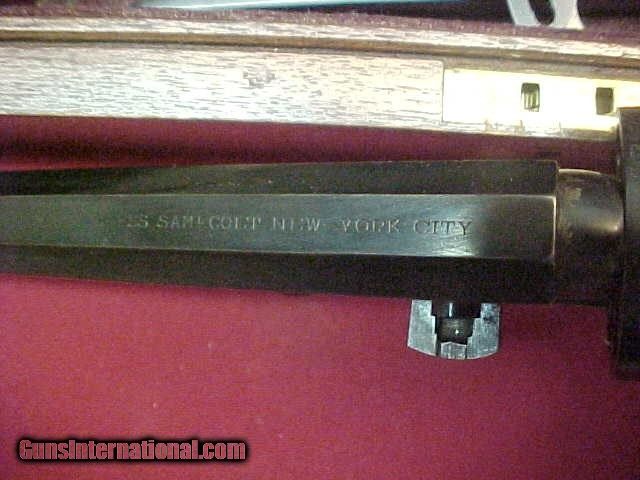 SAMˡ COLT NEW-YORK CITY
GunsInternational.com